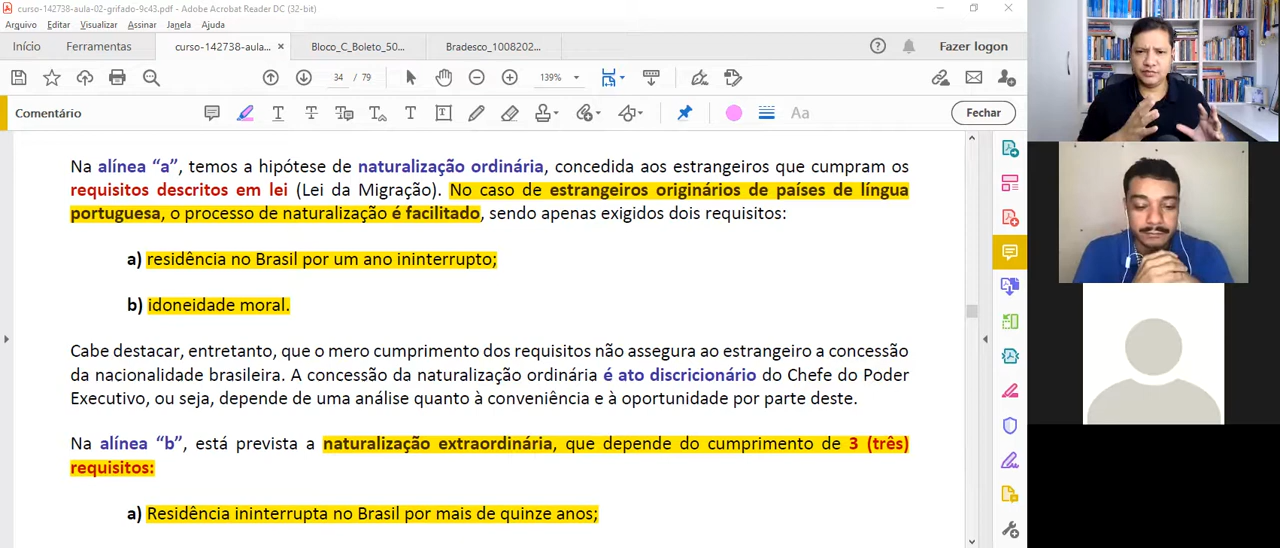 curso-142738-aula-02-grifado-9c43.pdf - Adobe Acrobat Reader DC (32-bit)
Arquivo Editar Visualizar Assinar Janela Ajuda
Início Ferramentas curso-142738-aula... × Bloco_C_Boleto_50... Bradesco_1008202... Fazer logon
34 / 79 139%
Comentário Aa Fechar
Na alínea “a”, temos a hipótese de naturalização ordinária, concedida aos estrangeiros que cumpram os
requisitos descritos em lei (Lei da Migração). No caso de estrangeiros originários de países de língua
portuguesa, o processo de naturalização é facilitado, sendo apenas exigidos dois requisitos:
a) residência no Brasil por um ano ininterrupto;
b) idoneidade moral.
Cabe destacar, entretanto, que o mero cumprimento dos requisitos não assegura ao estrangeiro a concessão
da nacionalidade brasileira. A concessão da naturalização ordinária é ato discricionário do Chefe do Poder
Executivo, ou seja, depende de uma análise quanto à conveniência e à oportunidade por parte deste.
Na alínea “b”, está prevista a naturalização extraordinária, que depende do cumprimento de 3 (três)
requisitos:
a) Residência ininterrupta no Brasil por mais de quinze anos;